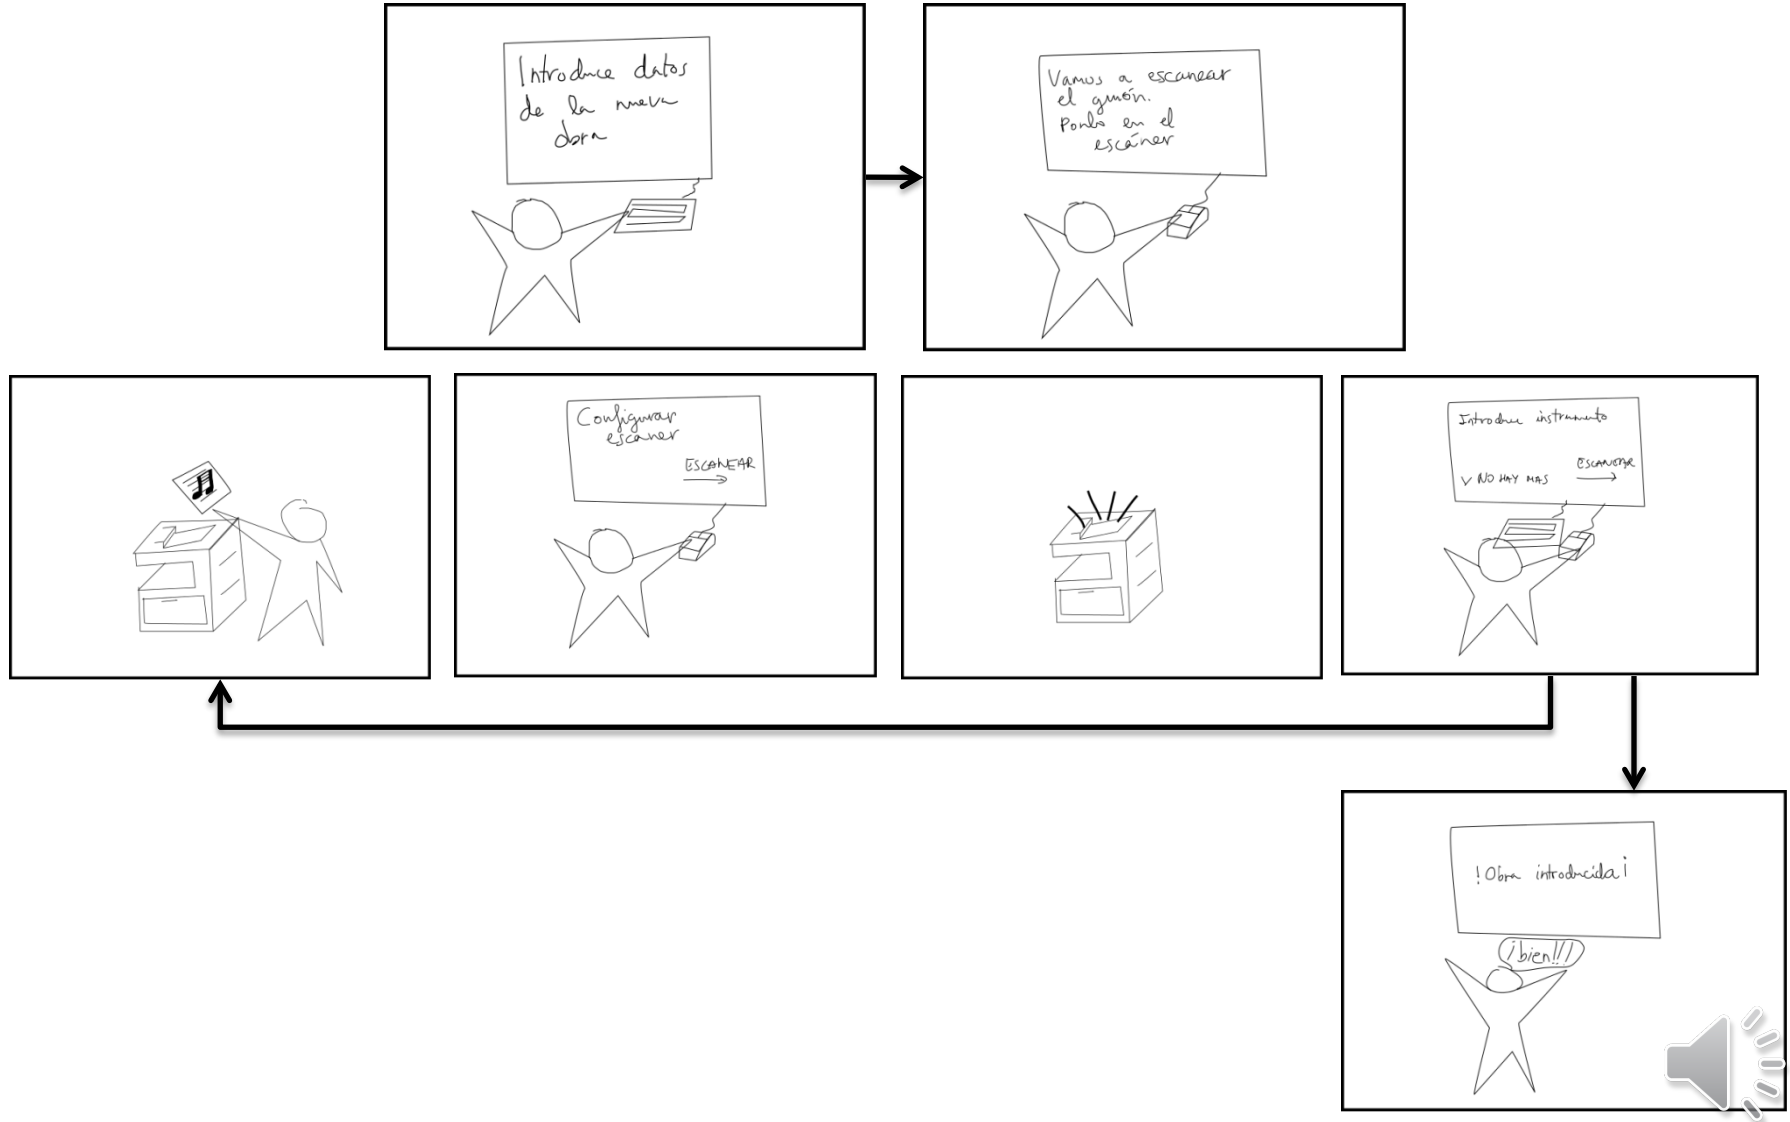 Introduce datos
de la nueva
obra
Vamos a escanear
el guión.
Ponlo en el
escáner
Configurar
escaner
ESCANEAR
Introduce instrumento
ESCANEAR
v NO HAY MAS
!Obra introducida¡
¡bien!!!